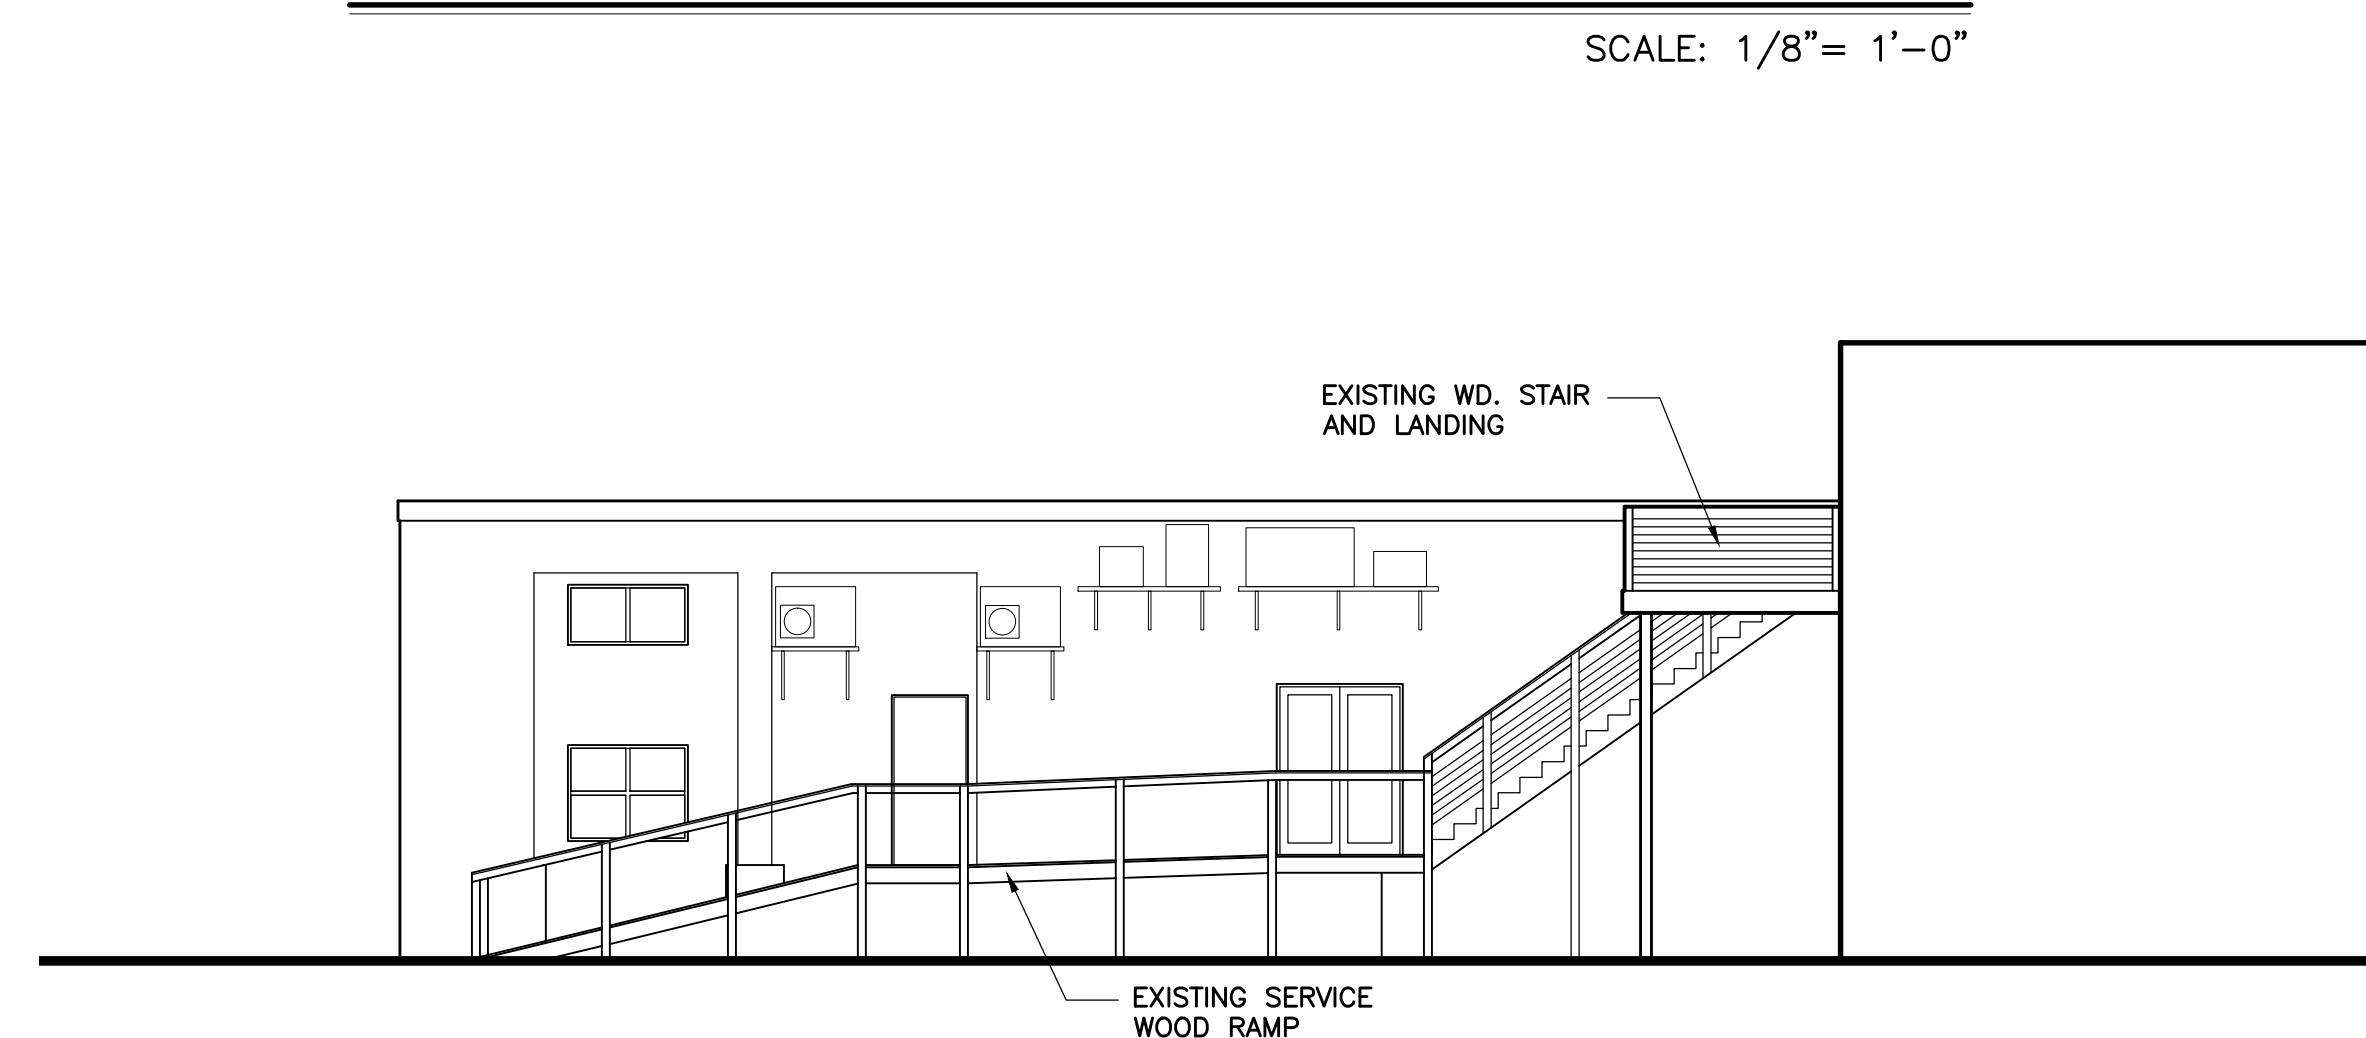 SCALE: 1/8"= 1'-0"
EXISTING WD. STAIR
AND LANDING
EXISTING SERVICE
WOOD RAMP